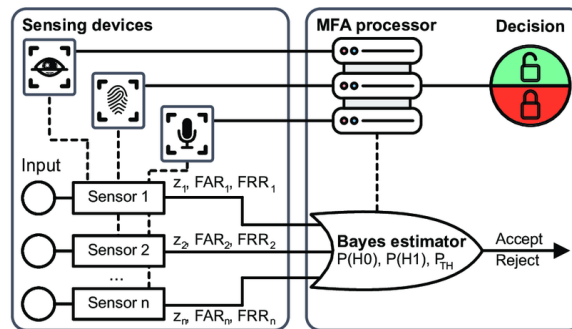 Sensing devices
MFA processor
Decision
Input
Sensor 1
z1, FAR1, FRR1
Sensor 2
z2, FAR2, FRR2
...
Sensor n
zn, FARn, FRRn
Bayes estimator
P(H0), P(H1), PTH
Accept
Reject